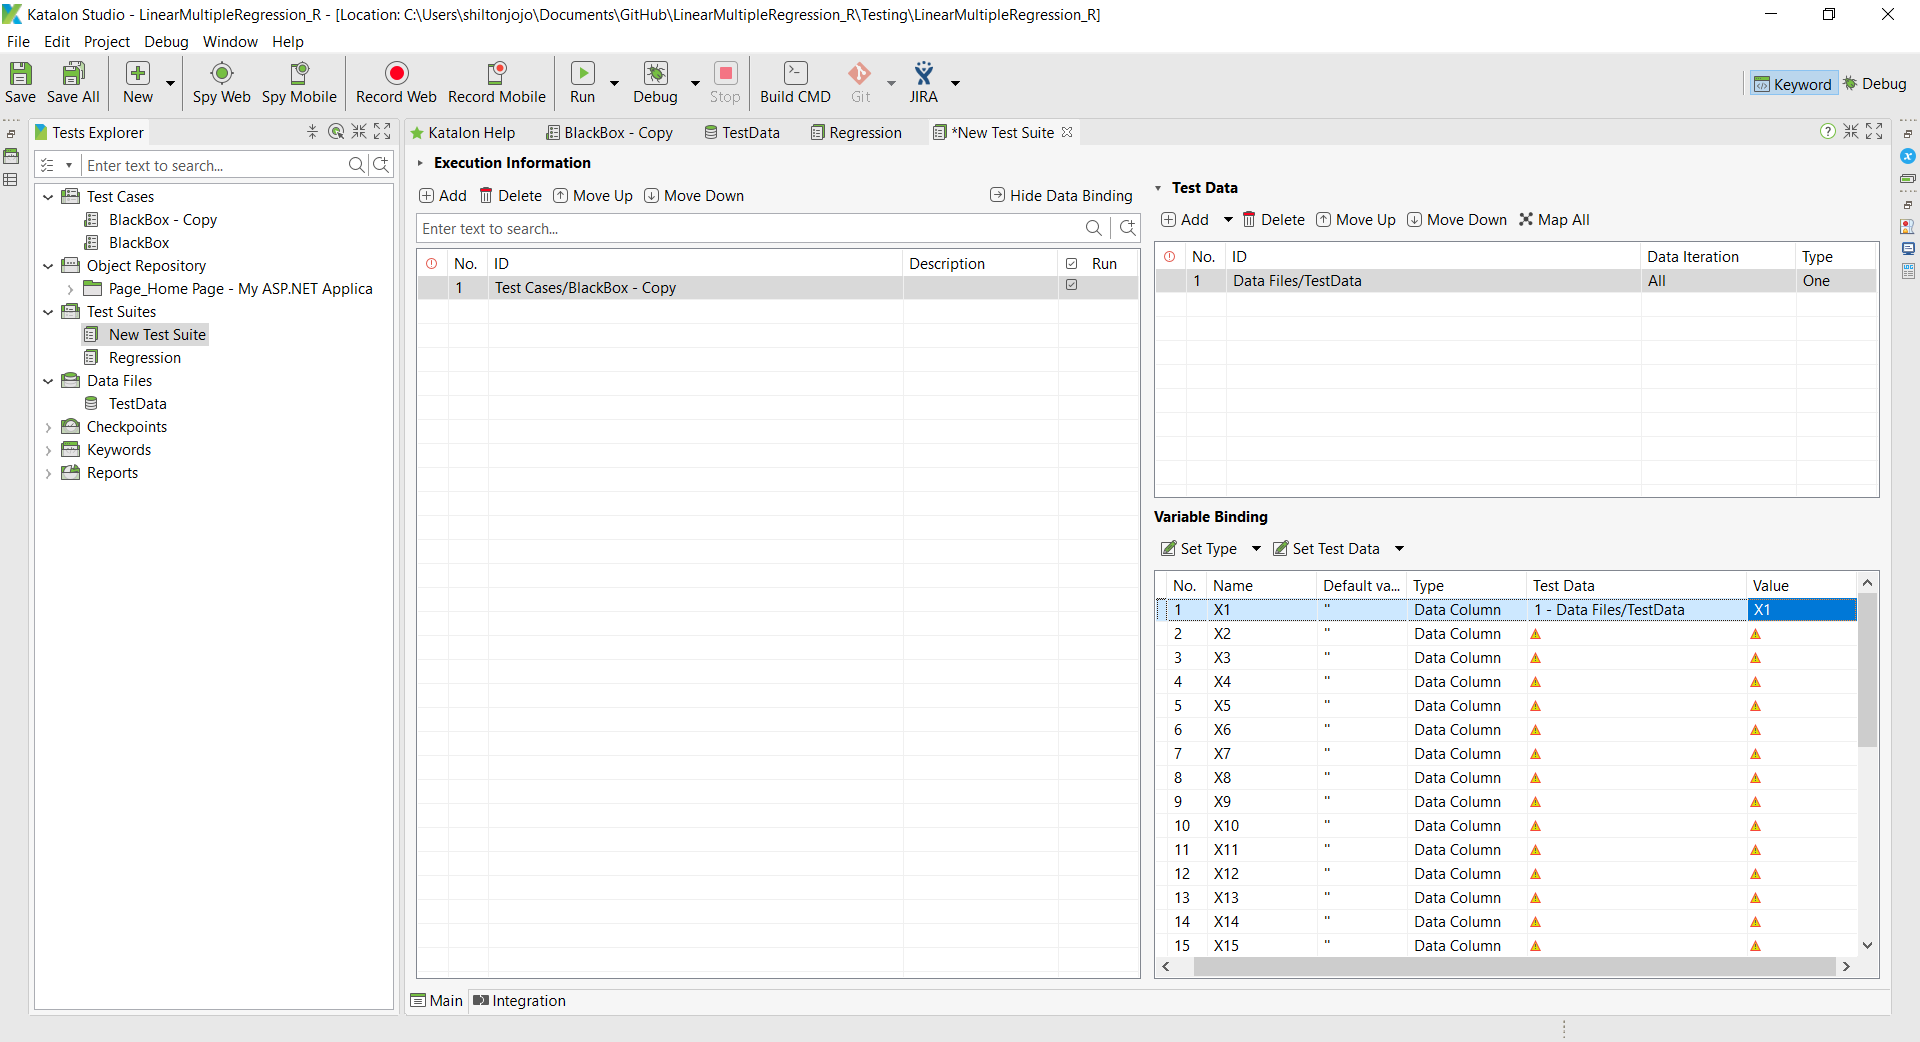 Katalon Studio - LinearMultipleRegression_R - [Location: C:\Users\shiltonjojo\Documents\GitHub\LinearMultipleRegression_R\Testing\LinearMultipleRegression_R]
File Edit Project Debug Window Help
Save Save All New Spy Web Spy Mobile Record Web Record Mobile Run Debug Stop Build CMD Git JIRA Keyword Debug
Tests Explorer
Enter text to search...
Test Cases
BlackBox - Copy
BlackBox
Object Repository
Page_Home Page - My ASP.NET Applica
Test Suites
New Test Suite
Regression
Data Files
TestData
Checkpoints
Keywords
Reports
Katalon Help BlackBox - Copy TestData Regression *New Test Suite
Execution Information
Add Delete Move Up Move Down Hide Data Binding
Enter text to search...
No. ID Description Run
1 Test Cases/BlackBox - Copy
Test Data
Add Delete Move Up Move Down Map All
No. ID Data Iteration Type
1 Data Files/TestData All One
Variable Binding
Set Type Set Test Data
No. Name Default va... Type Test Data Value
1 X1 '' Data Column 1 - Data Files/TestData X1
2 X2 '' Data Column
3 X3 '' Data Column
4 X4 '' Data Column
5 X5 '' Data Column
6 X6 '' Data Column
7 X7 '' Data Column
8 X8 '' Data Column
9 X9 '' Data Column
10 X10 '' Data Column
11 X11 '' Data Column
12 X12 '' Data Column
13 X13 '' Data Column
14 X14 '' Data Column
15 X15 '' Data Column
Main Integration